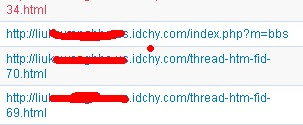 34.html
http://liuk .idchy.com/index.php?m=bbs
http://liuk .idchy.com/thread-htm-fid-
70.html
http://liuk .idchy.com/thread-htm-fid-
69.html